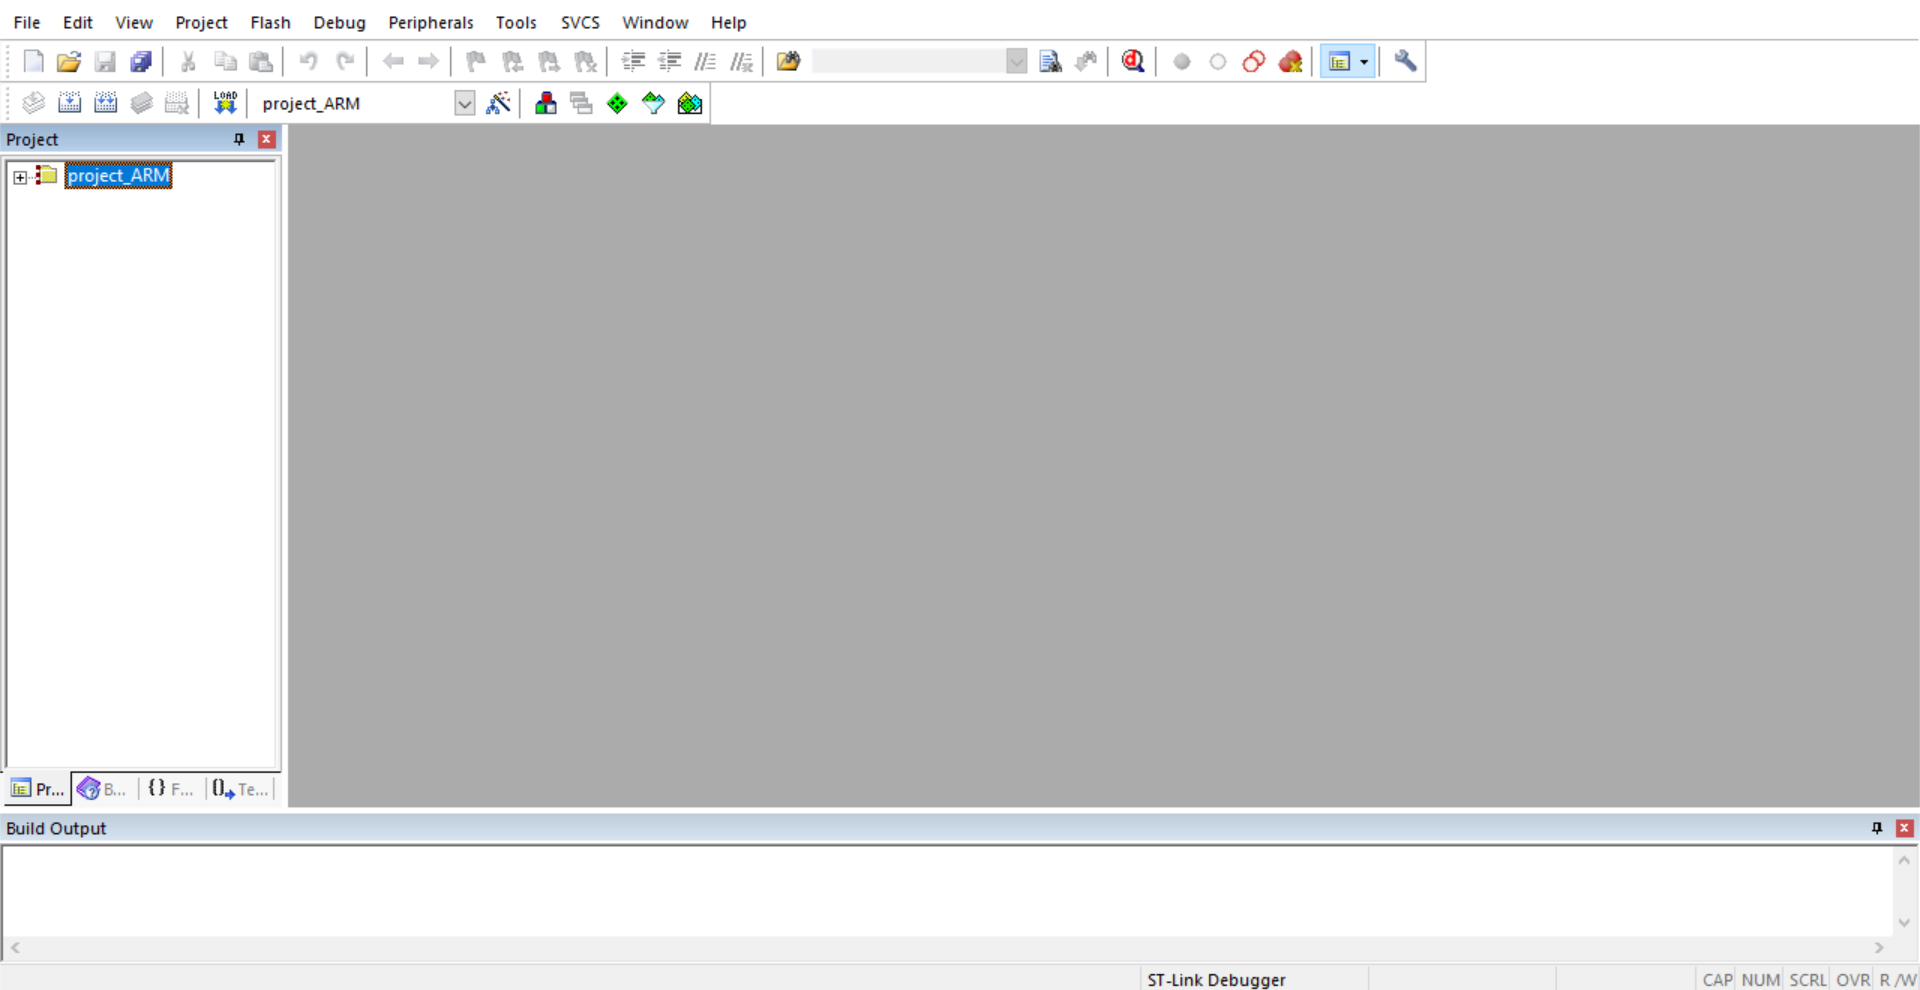 File Edit View Project Flash Debug Peripherals Tools SVCS Window Help
LOAD project_ARM
Project
project_ARM
Pr... B... {} F... Te...
Build Output
ST-Link Debugger CAP NUM SCRL OVR R/W